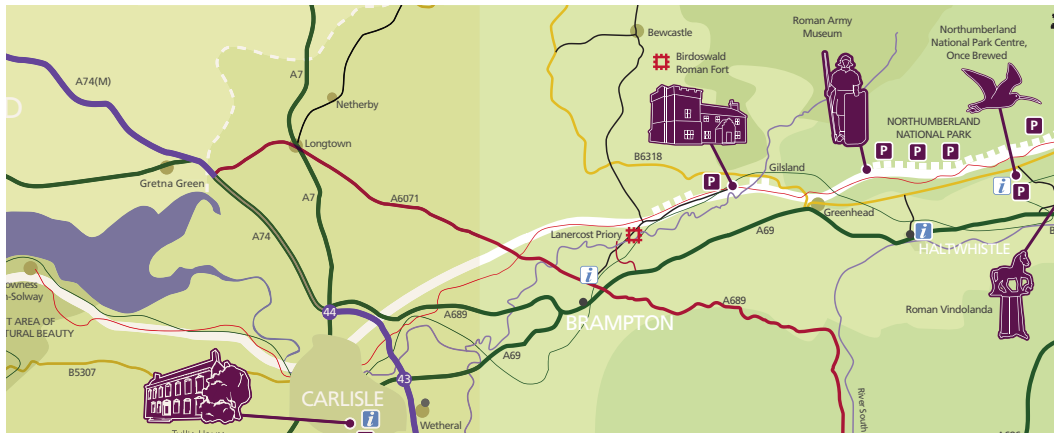 Roman Army
Museum
Northumberland
National Park Centre,
Once Brewed
Bewcastle
Birdoswald
Roman Fort
A74(M)
A7
Netherby
NORTHUMBERLAND
NATIONAL PARK
P
P
P
P
Longtown
B6318
Gilsland
Gretna Green
P
i
P
A7
A6071
Greenhead
A74
Lanercost Priory
A69
i
HALTWHISTLE
i
owness
n-Solway
Roman Vindolanda
44
A689
A689
BRAMPTON
T AREA OF
TURAL BEAUTY
A69
B5307
43
CARLISLE
River South
i
Wetheral